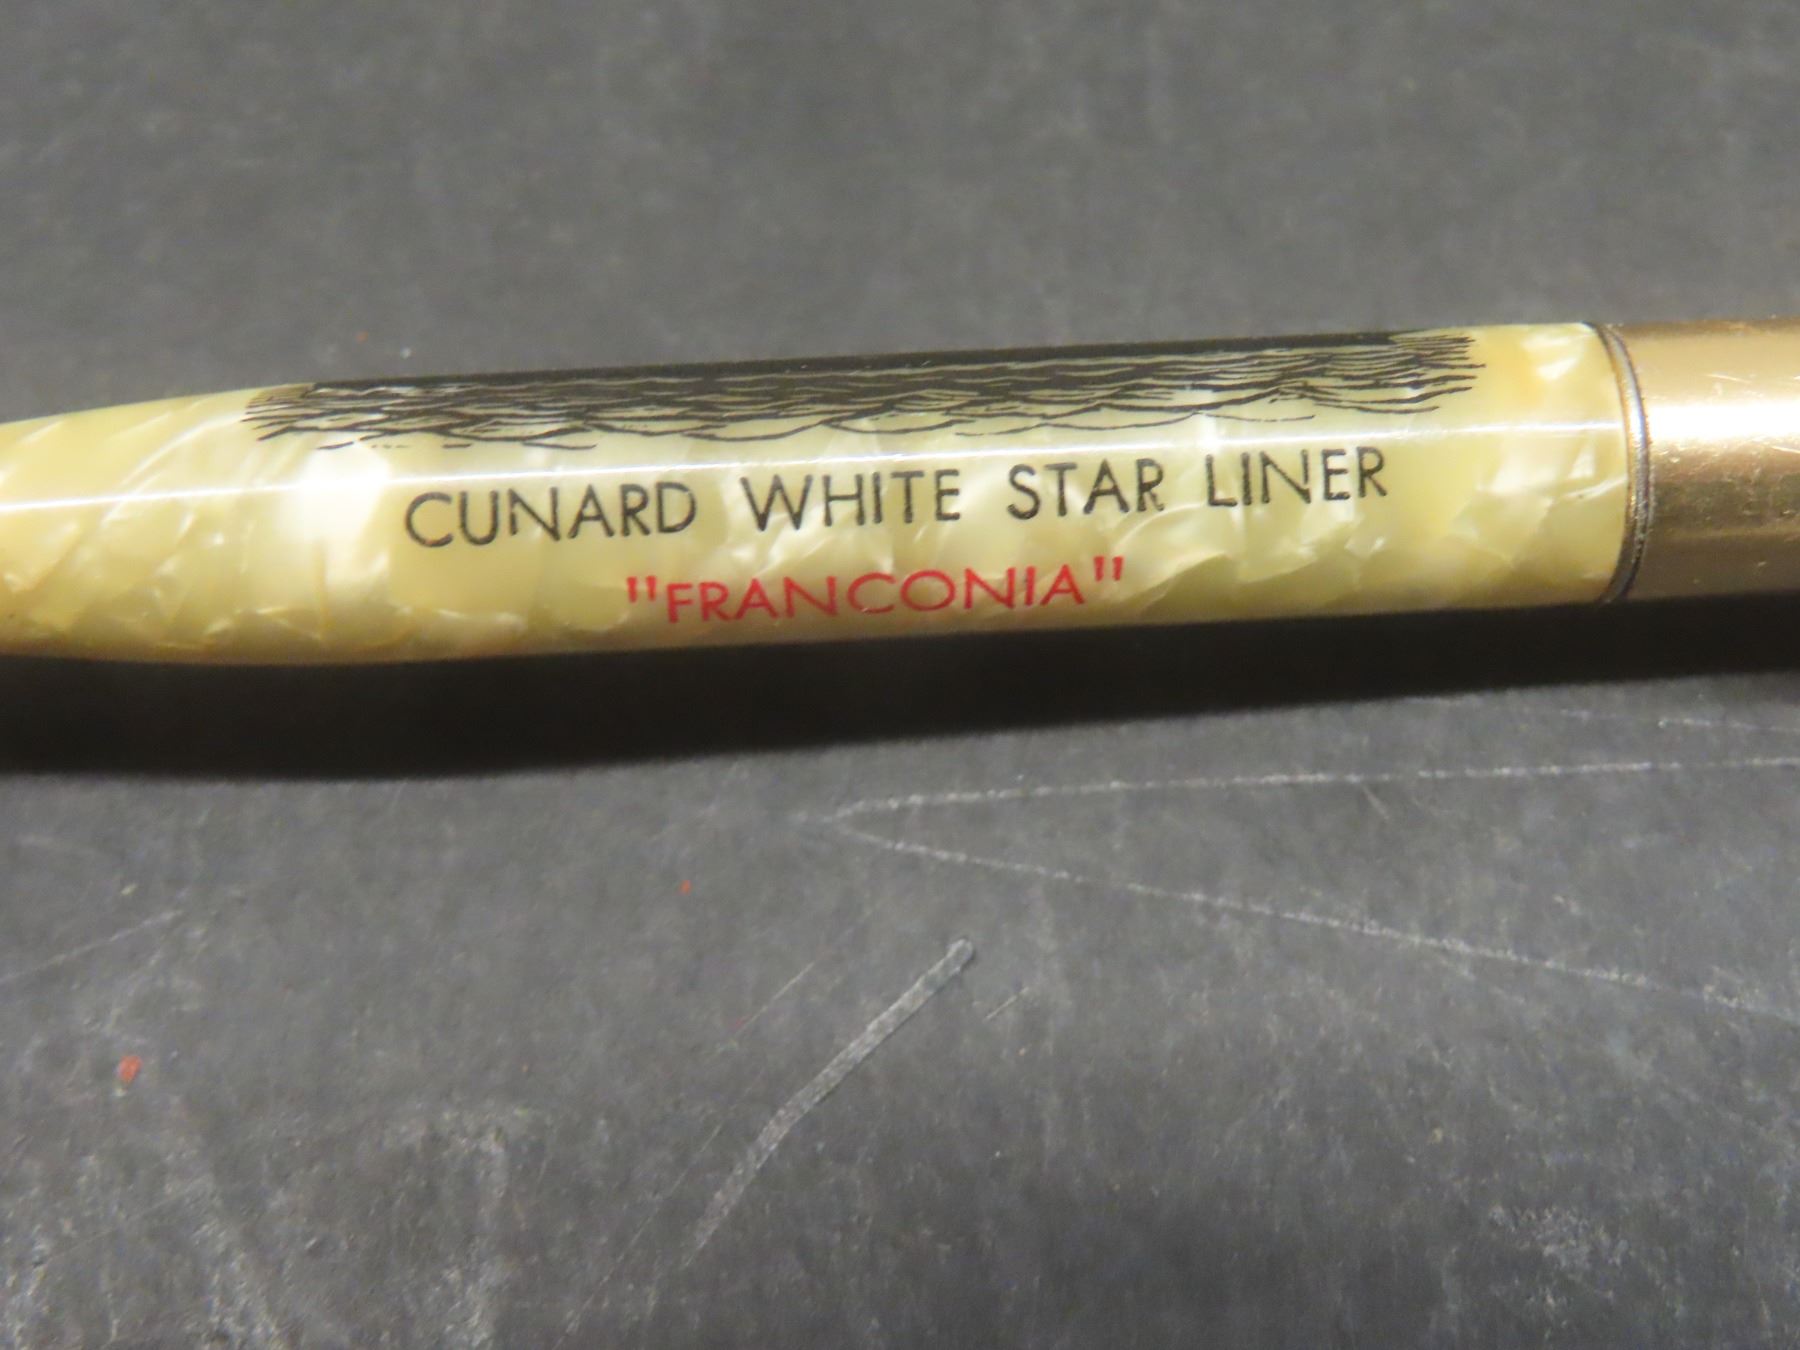 CUNARD WHITE STAR LINER
"FRANCONIA"